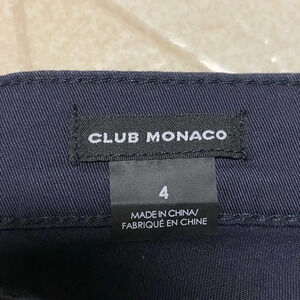 CLUB MONACO
4
MADE IN CHINA/
FABRIQUÉ EN CHINE